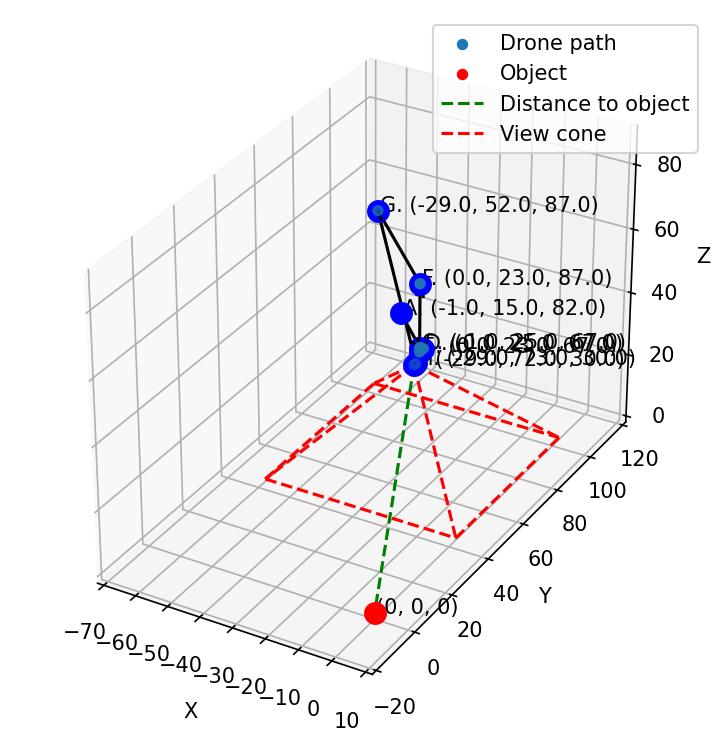 Drone path
Object
Distance to object
View cone
80
60
40
20
0
Z
G. (-29.0, 52.0, 87.0)
F. (0.0, 23.0, 87.0)
A. (-1.0, 15.0, 82.0)
(0, 0, 0)
120
100
80
60
40
20
0
−20
Y
−70
−60
−50
−40
−30
−20
−10
0
10
X